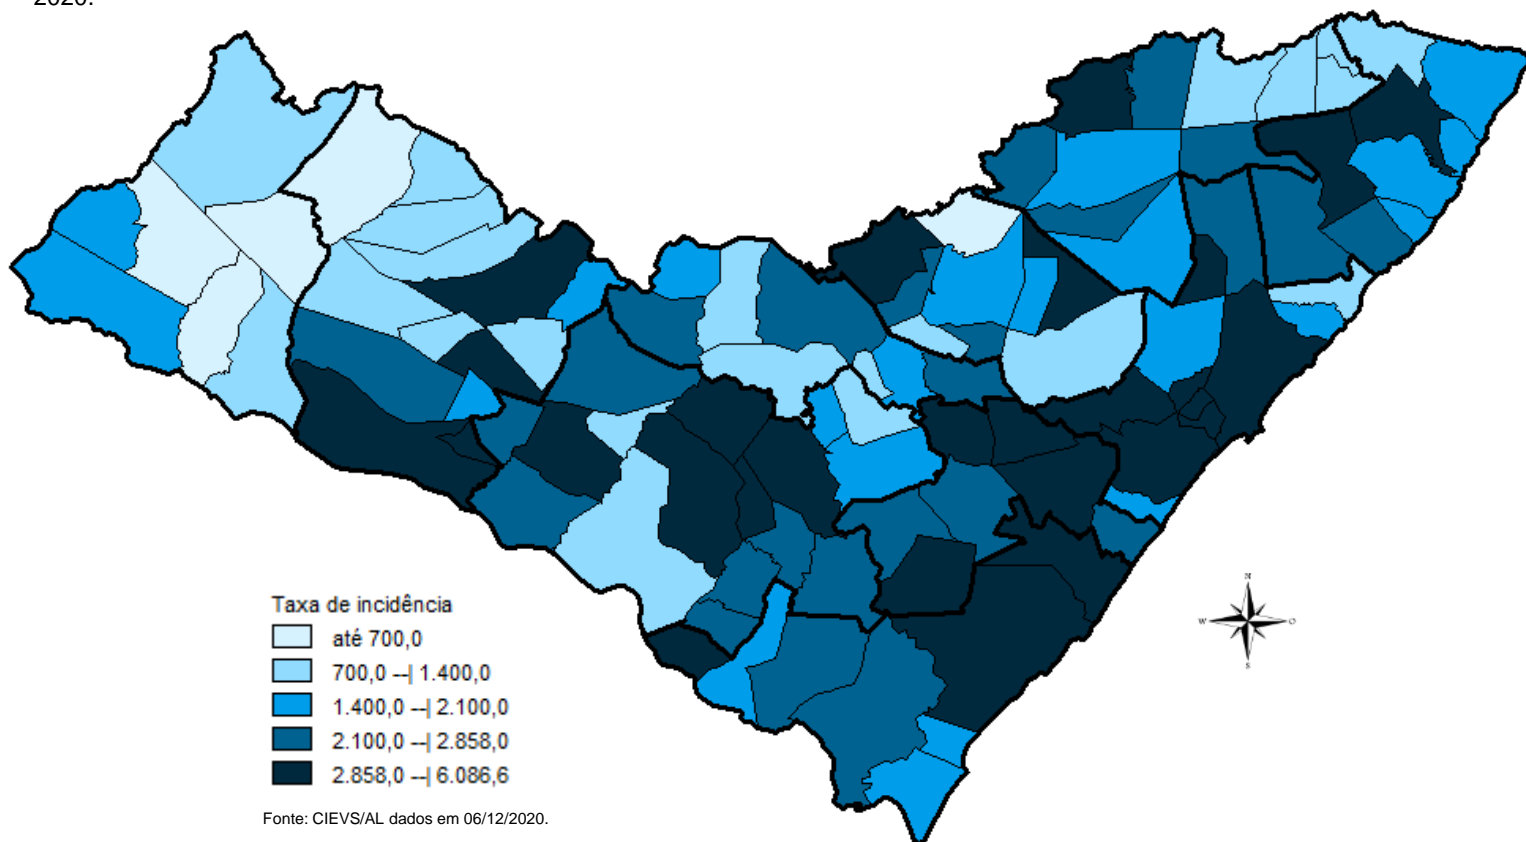 2020.
Taxa de incidência
até 700,0
700,0 --| 1.400,0
1.400,0 --| 2.100,0
2.100,0 --| 2.858,0
2.858,0 --| 6.086,6
Fonte: CIEVS/AL dados em 06/12/2020.
N
W
O
S